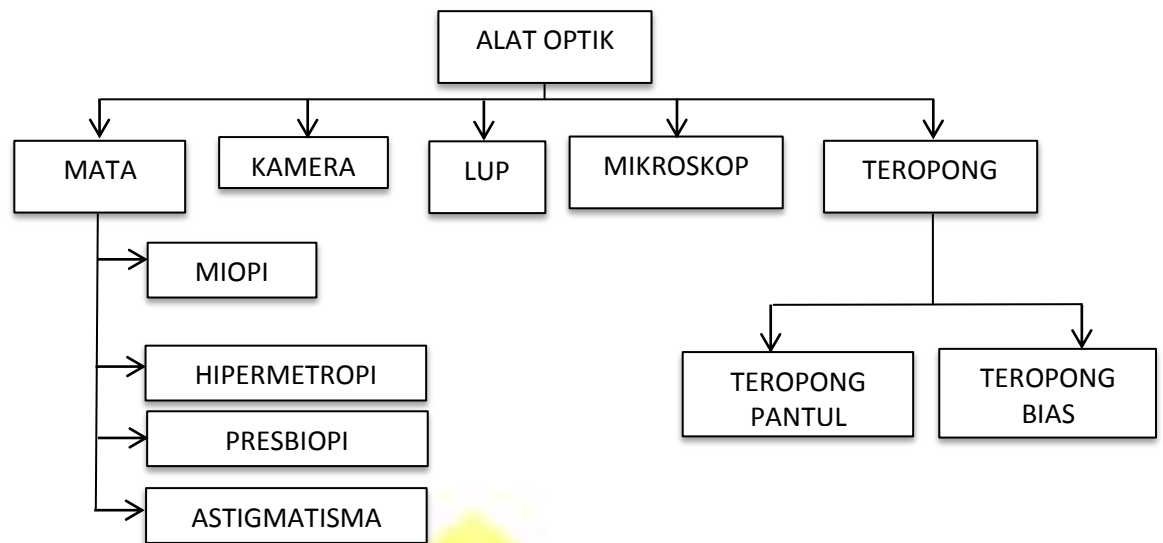 ALAT OPTIK
MATA
KAMERA
LUP
MIKROSKOP
TEROPONG
MIOPI
HIPERMETROPI
PRESBIOPI
ASTIGMATISMA
TEROPONG
PANTUL
TEROPONG
BIAS